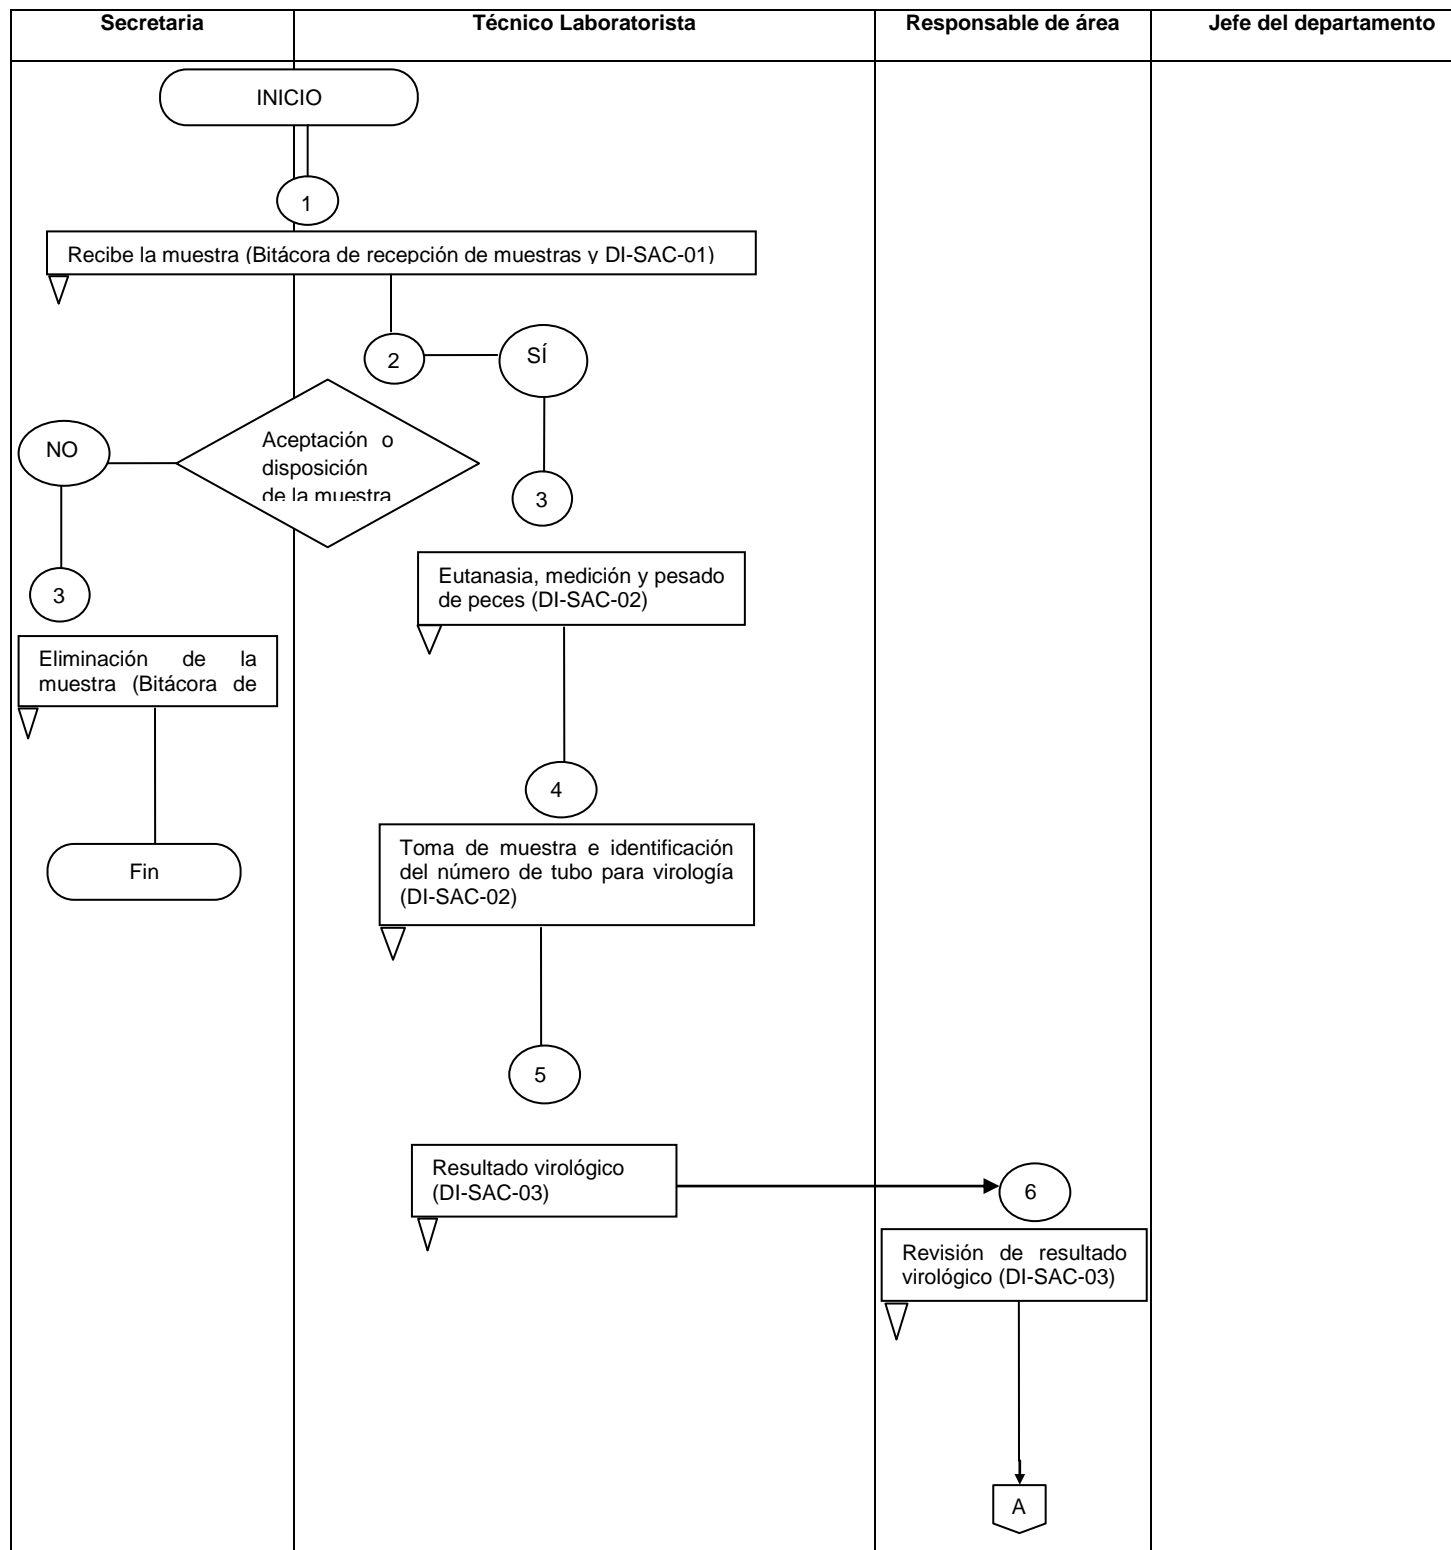 Secretaria
Técnico Laboratorista
Responsable de área
Jefe del departamento
INICIO
1
Recibe la muestra (Bitácora de recepción de muestras y DI-SAC-01)
2
SÍ
NO
Aceptación o
disposición
de la muestra
3
3
Eutanasia, medición y pesado
de peces (DI-SAC-02)
Eliminación de la
muestra (Bitácora de
4
Toma de muestra e identificación
del número de tubo para virología
(DI-SAC-02)
Fin
5
Resultado virológico
(DI-SAC-03)
6
Revisión de resultado
virológico (DI-SAC-03)
A